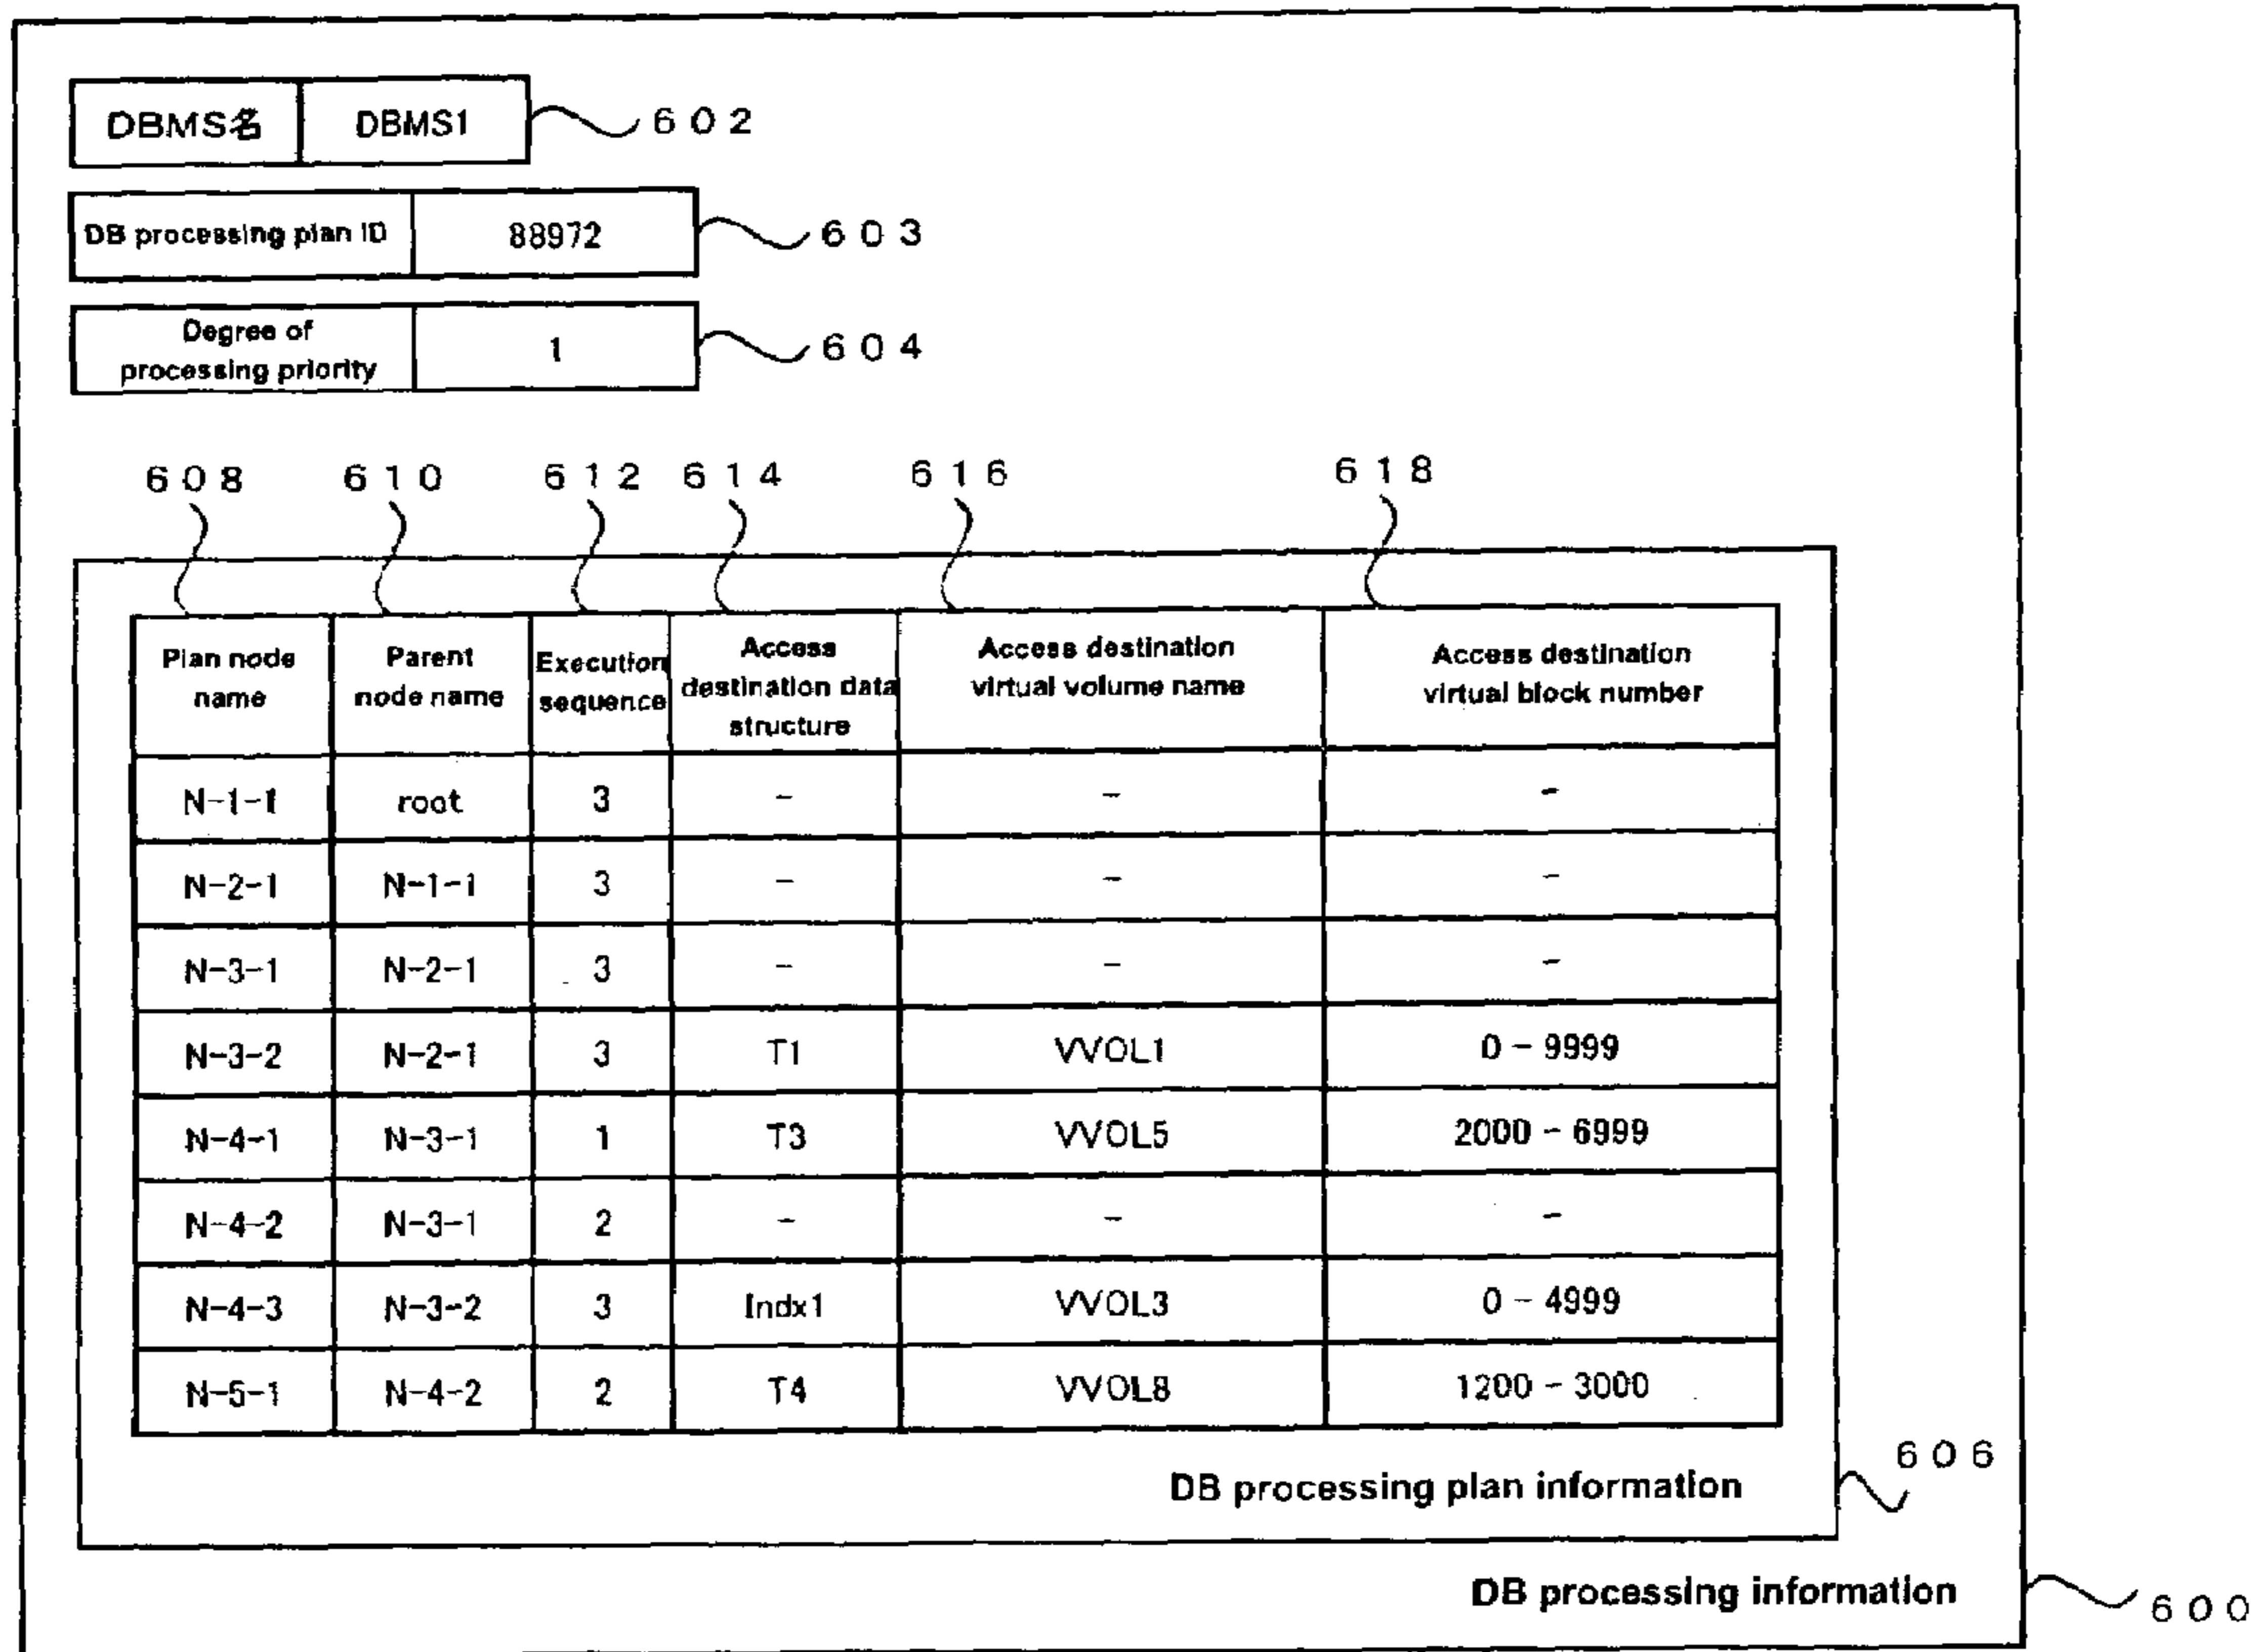 DBMS名 DBMS1 602
DB processing plan ID 88972 603
Degree of
processing priority 1 604
608 610 612 614 616 618
Plan node
name
Parent
node name
Execution
sequence
Access
destination data
structure
Access destination
virtual volume name
Access destination
virtual block number
N-1-1 root 3 - - -
N-2-1 N-1-1 3 - - -
N-3-1 N-2-1 3 - - -
N-3-2 N-2-1 3 T1 VVOL1 0 - 9999
N-4-1 N-3-1 1 T3 VVOL5 2000 - 6999
N-4-2 N-3-1 2 - - -
N-4-3 N-3-2 3 Indx1 VVOL3 0 - 4999
N-5-1 N-4-2 2 T4 VVOL8 1200 - 3000
DB processing plan information 606
DB processing information 600